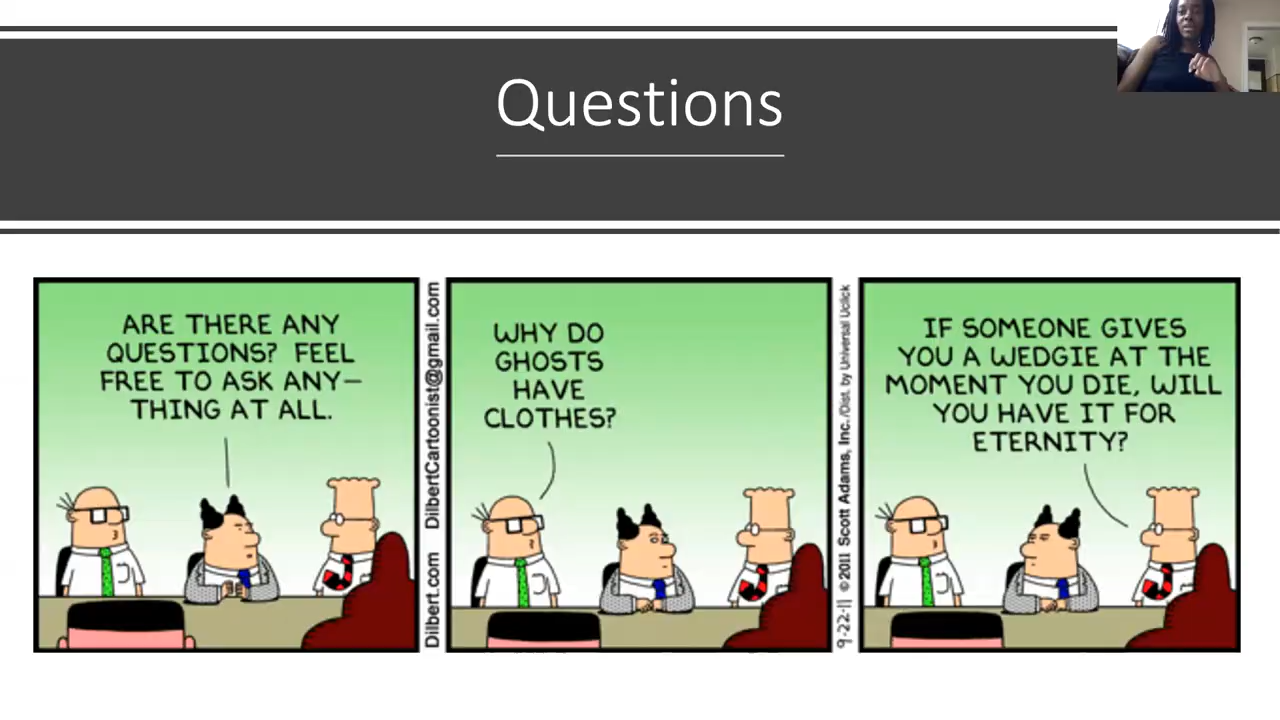 Questions
ARE THERE ANY
QUESTIONS? FEEL
FREE TO ASK ANY—
THING AT ALL.
Dilbert.com DilbertCartoonist@gmail.com
WHY DO
GHOSTS
HAVE
CLOTHES?
9-22-11 ©2011 Scott Adams, Inc. /Dist. by Universal Uclick
IF SOMEONE GIVES
YOU A WEDGIE AT THE
MOMENT YOU DIE, WILL
YOU HAVE IT FOR
ETERNITY?